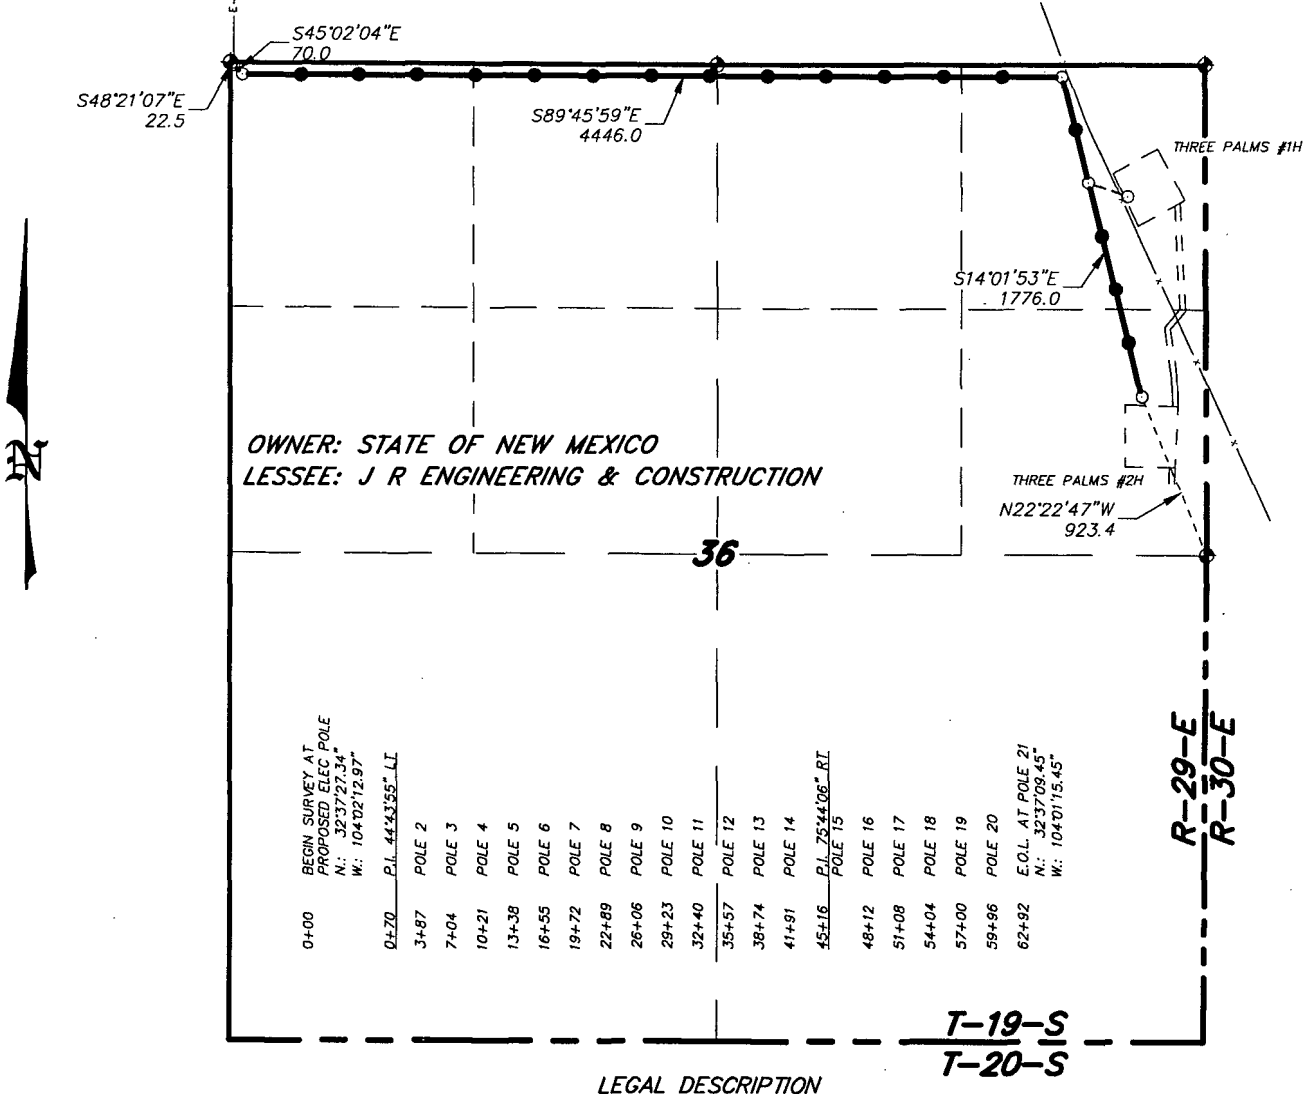 S45°02'04"E
70.0
S48°21'07"E
22.5
S89°45'59"E
4446.0
THREE PALMS #1H
S14°01'53"E
1776.0
N
OWNER: STATE OF NEW MEXICO
LESSEE: J R ENGINEERING & CONSTRUCTION
THREE PALMS #2H
N22°22'47"W
923.4
36
0+00 BEGIN SURVEY AT
PROPOSED ELEC POLE
N.: 32°37'27.34"
W.: 104°02'12.97"
0+70 P.I. 44°43'55" LT
3+87 POLE 2
7+04 POLE 3
10+21 POLE 4
13+38 POLE 5
16+55 POLE 6
19+72 POLE 7
22+89 POLE 8
26+06 POLE 9
29+23 POLE 10
32+40 POLE 11
35+57 POLE 12
38+74 POLE 13
41+91 POLE 14
45+16 P.I. 75°44'06" RT
POLE 15
48+12 POLE 16
51+08 POLE 17
54+04 POLE 18
57+00 POLE 19
59+96 POLE 20
62+92 E.O.L. AT POLE 21
N.: 32°37'09.45"
W.: 104°01'15.45"
R-29-E
R-30-E
T-19-S
T-20-S
LEGAL DESCRIPTION